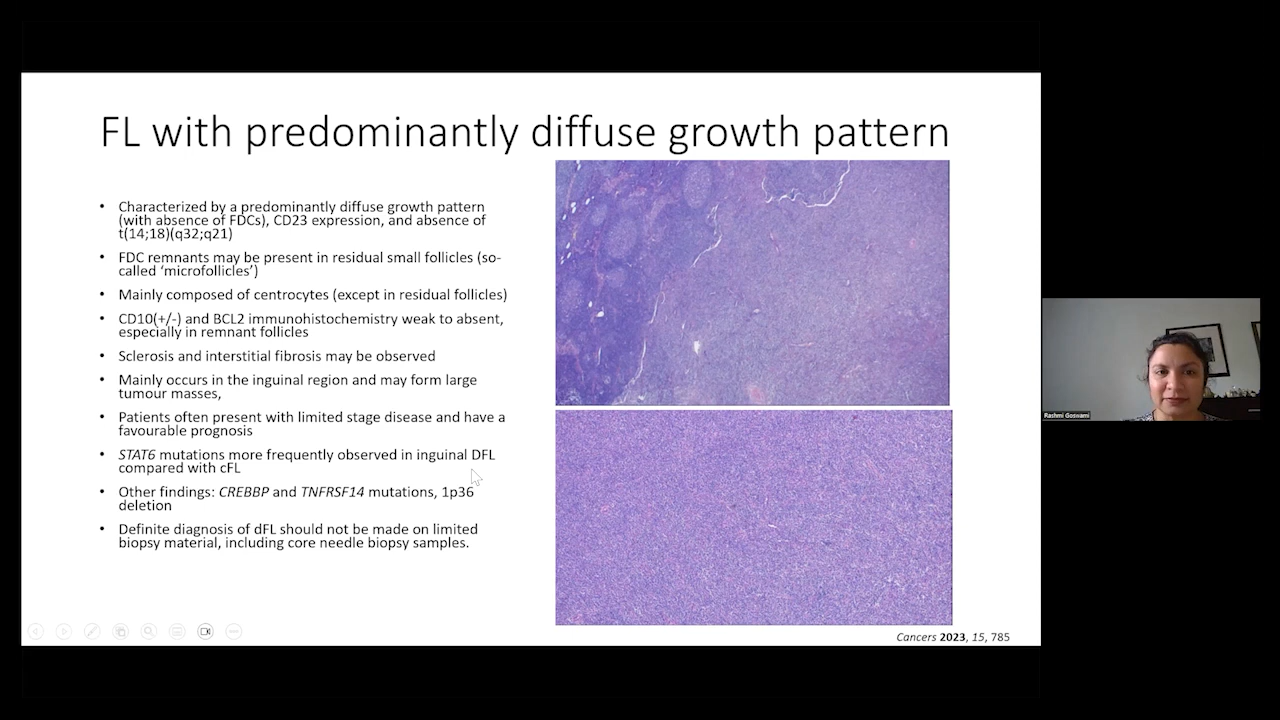 FL with predominantly diffuse growth pattern
• Characterized by a predominantly diffuse growth pattern
(with absence of FDCs), CD23 expression, and absence of
t(14;18)(q32;q21)
• FDC remnants may be present in residual small follicles (so-
called ‘microfollicles’)
• Mainly composed of centrocytes (except in residual follicles)
• CD10(+/-) and BCL2 immunohistochemistry weak to absent,
especially in remnant follicles
• Sclerosis and interstitial fibrosis may be observed
• Mainly occurs in the inguinal region and may form large
tumour masses,
• Patients often present with limited stage disease and have a
favourable prognosis
• STAT6 mutations more frequently observed in inguinal DFL
compared with cFL
• Other findings: CREBBP and TNFRSF14 mutations, 1p36
deletion
• Definite diagnosis of dFL should not be made on limited
biopsy material, including core needle biopsy samples.
Cancers 2023, 15, 785
Rashmi Goswami